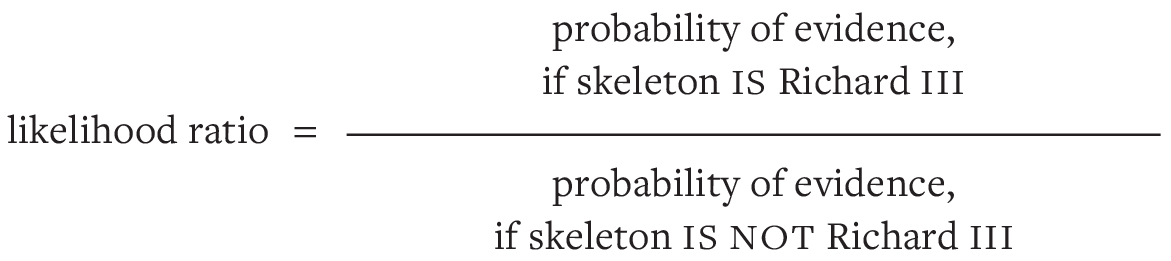 probability of evidence,
if skeleton IS Richard III
likelihood ratio =
probability of evidence,
if skeleton IS NOT Richard III